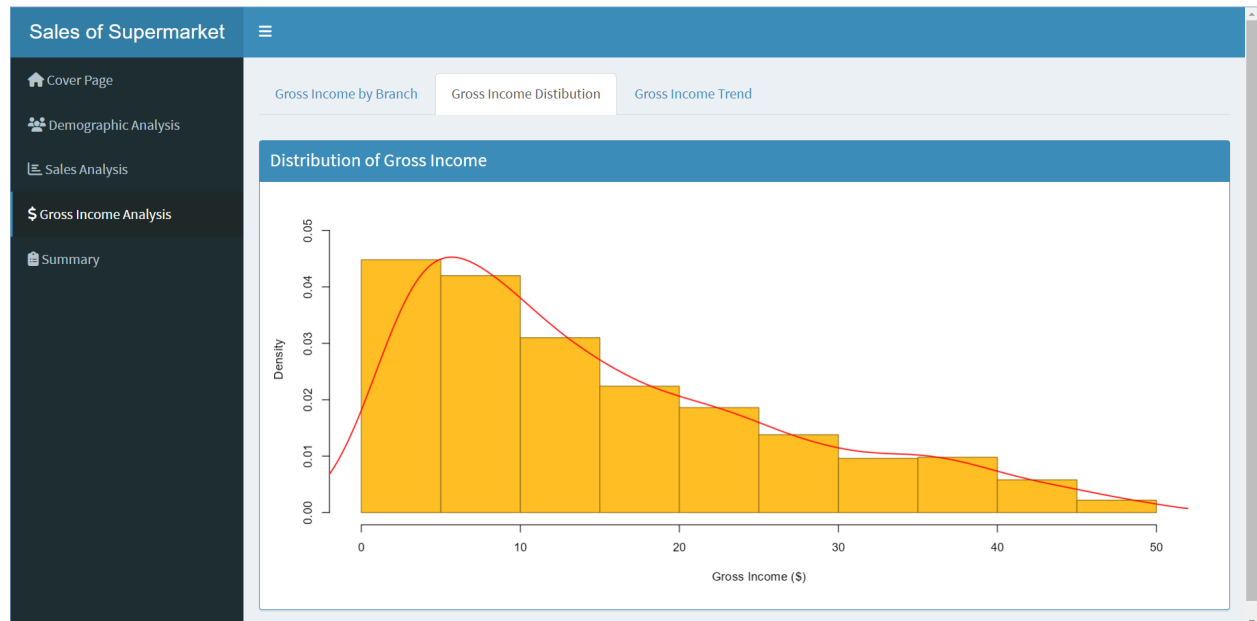 Sales of Supermarket
Cover Page
Demographic Analysis
Sales Analysis
Gross Income Analysis
Summary
Gross Income by Branch
Gross Income Distibution
Gross Income Trend
Distribution of Gross Income
Density
0.05
0.04
0.03
0.02
0.01
0.00
0 10 20 30 40 50
Gross Income ($)